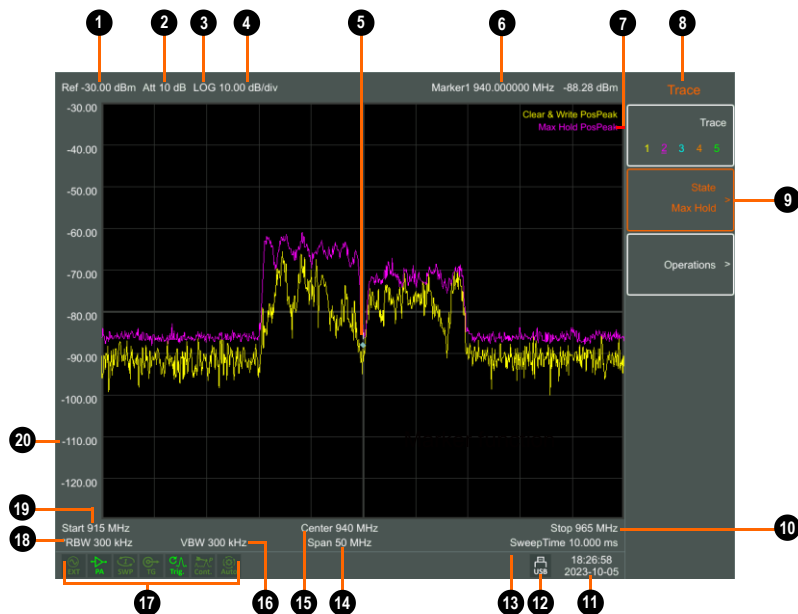 1 2 3 4 5 6 7 8
Ref -30.00 dBm Att 10 dB LOG 10.00 dB/div Marker1 940.000000 MHz -88.28 dBm Trace
-30.00
Clear & Write PosPeak
Max Hold PosPeak
Trace
1 2 3 4 5
-40.00
-50.00
State
Max Hold >
9
-60.00
Operations >
-70.00
-80.00
-90.00
-100.00
20 -110.00
-120.00
19
Start 915 MHz Center 940 MHz Stop 965 MHz 10
18 RBW 300 kHz VBW 300 kHz Span 50 MHz SweepTime 10.000 ms
EXT PA SWP TG Trig. Cont. Auto USB
18:26:58
2023-10-05
17 16 15 14 13 12 11